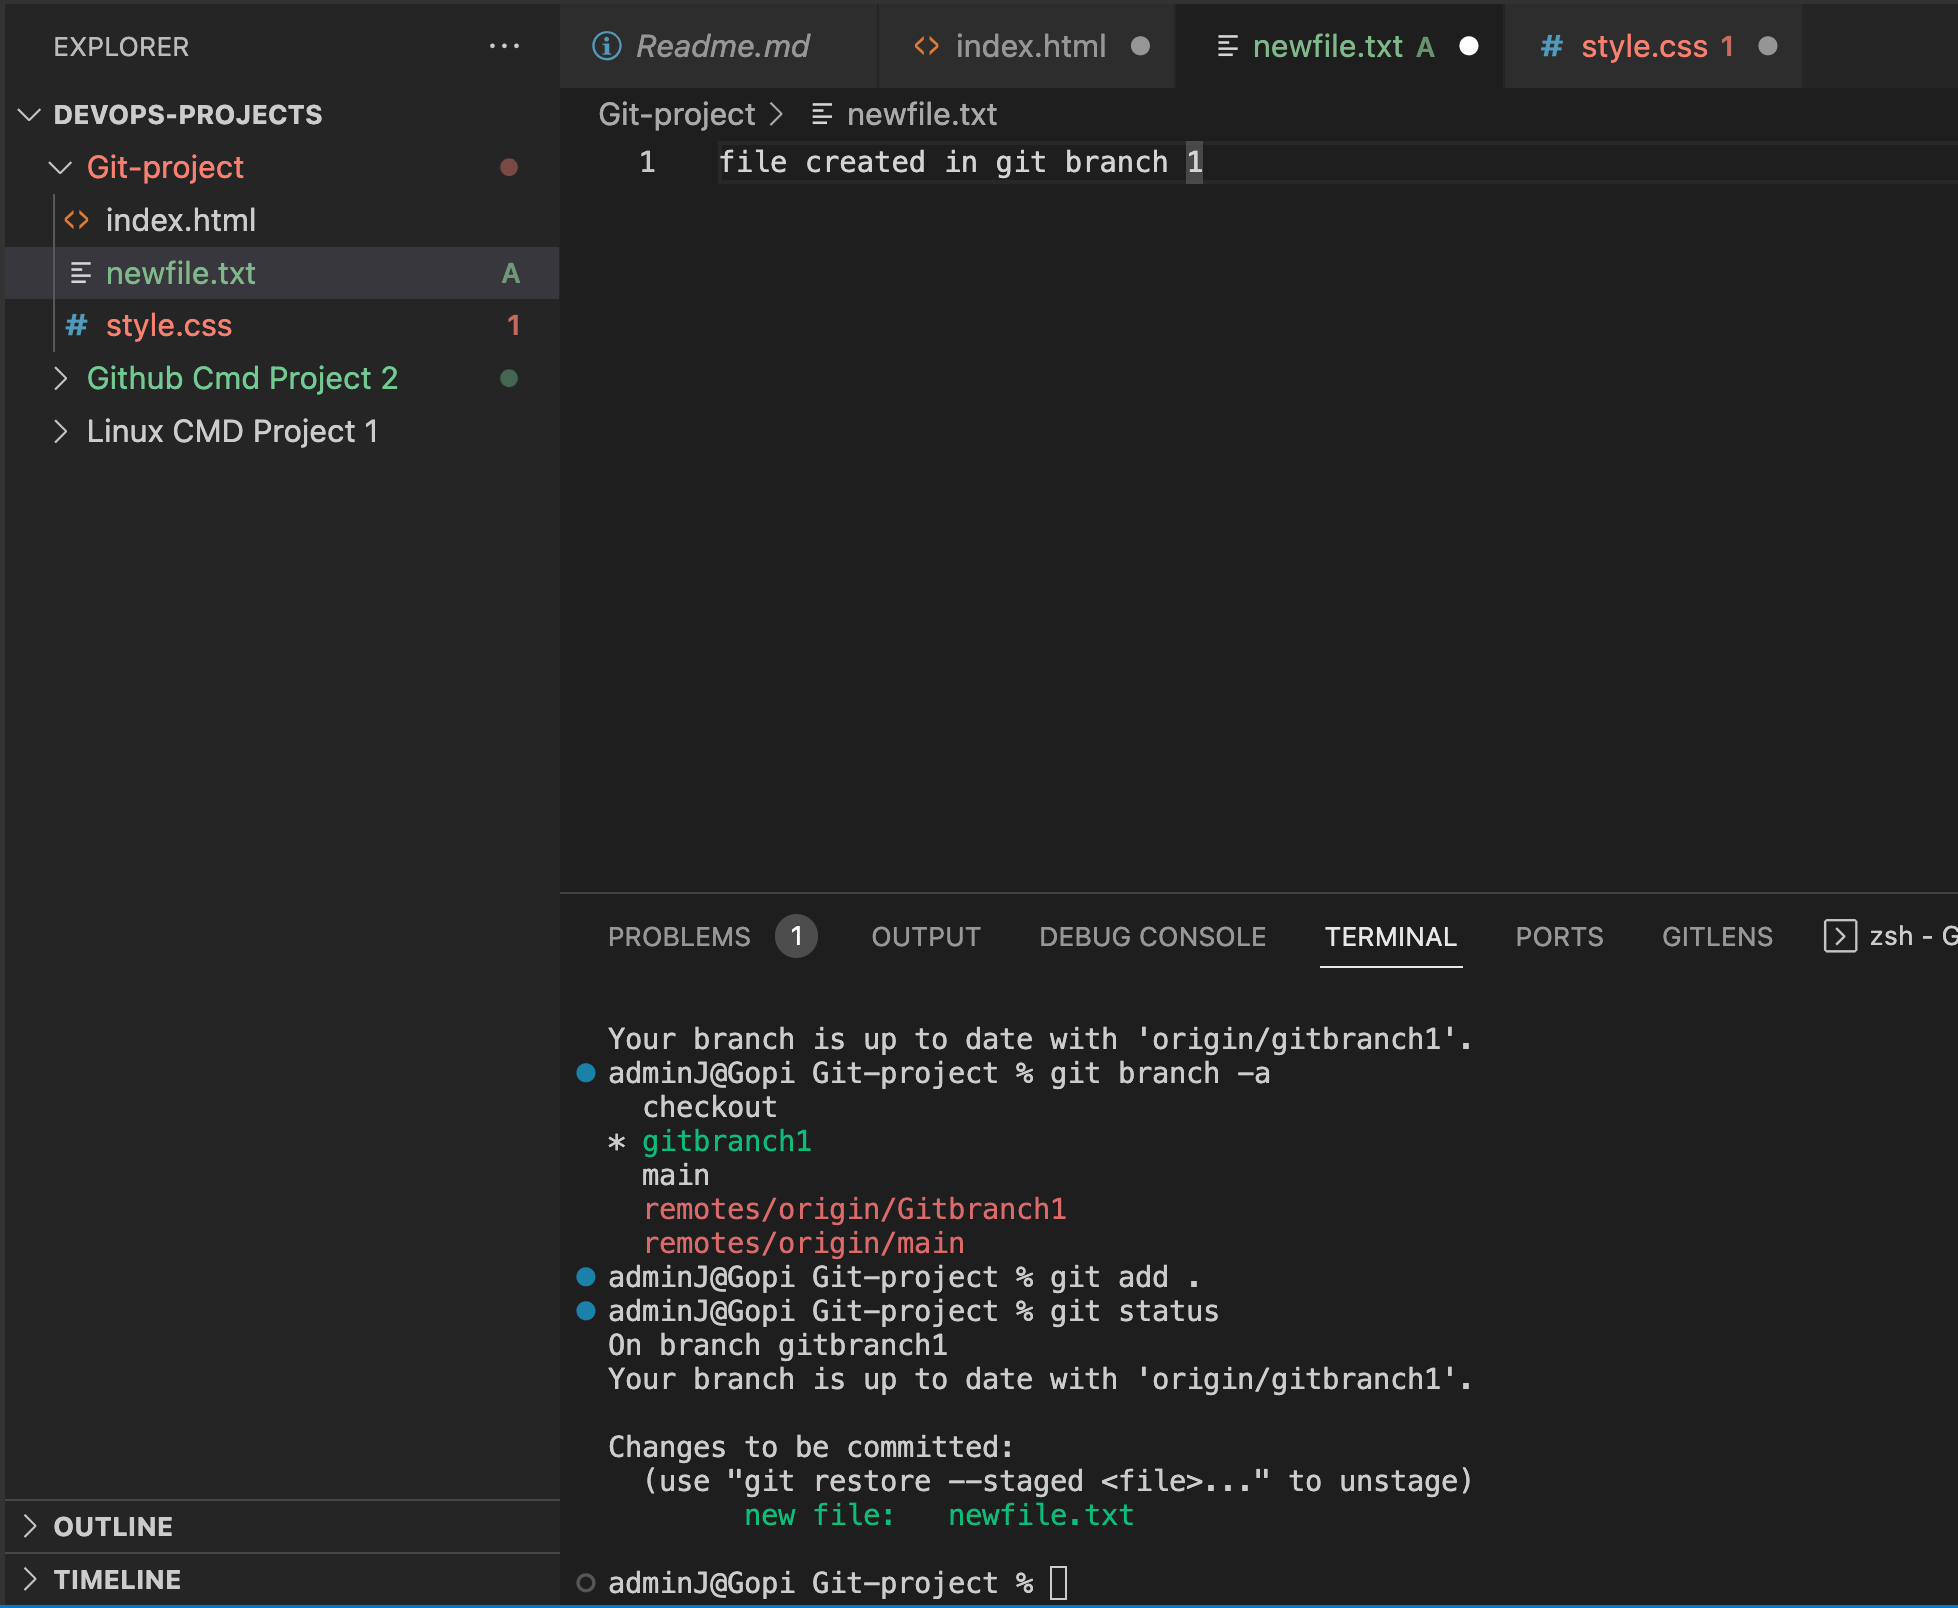 EXPLORER
DEVOPS-PROJECTS
Git-project
index.html
newfile.txt A
style.css 1
Github Cmd Project 2
Linux CMD Project 1
OUTLINE
TIMELINE
Readme.md index.html newfile.txt A style.css 1
Git-project > newfile.txt
1 file created in git branch 1
PROBLEMS 1 OUTPUT DEBUG CONSOLE TERMINAL PORTS GITLENS zsh - G
Your branch is up to date with 'origin/gitbranch1'.
adminJ@Gopi Git-project % git branch -a
checkout
* gitbranch1
main
remotes/origin/Gitbranch1
remotes/origin/main
adminJ@Gopi Git-project % git add .
adminJ@Gopi Git-project % git status
On branch gitbranch1
Your branch is up to date with 'origin/gitbranch1'.
Changes to be committed:
(use "git restore --staged <file>..." to unstage)
new file: newfile.txt
adminJ@Gopi Git-project %